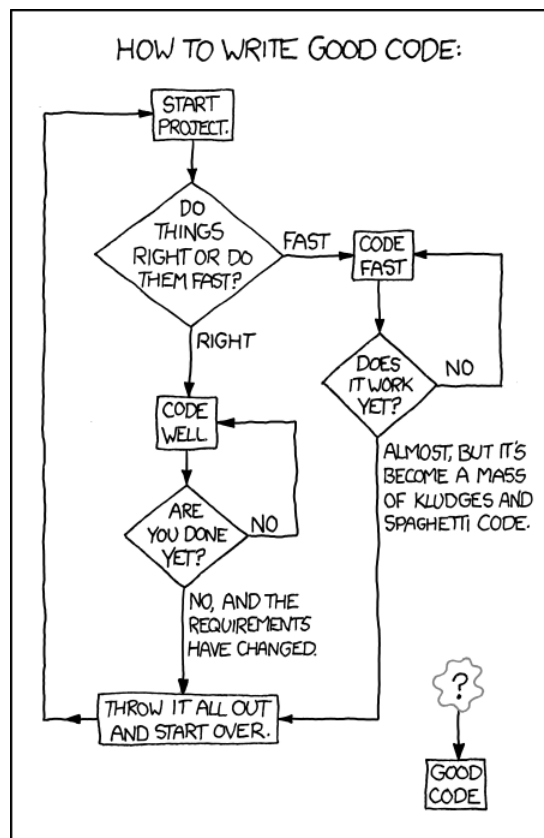 HOW TO WRITE GOOD CODE:
START
PROJECT.
DO
THINGS
RIGHT OR DO
THEM FAST?
FAST
CODE
FAST
RIGHT
DOES
IT WORK
YET?
NO
CODE
WELL
ALMOST, BUT IT'S
BECOME A MASS
OF KLUDGES AND
SPAGHETTI CODE.
ARE
YOU DONE
YET?
NO
NO, AND THE
REQUIREMENTS
HAVE CHANGED.
THROW IT ALL OUT
AND START OVER.
?
GOOD
CODE